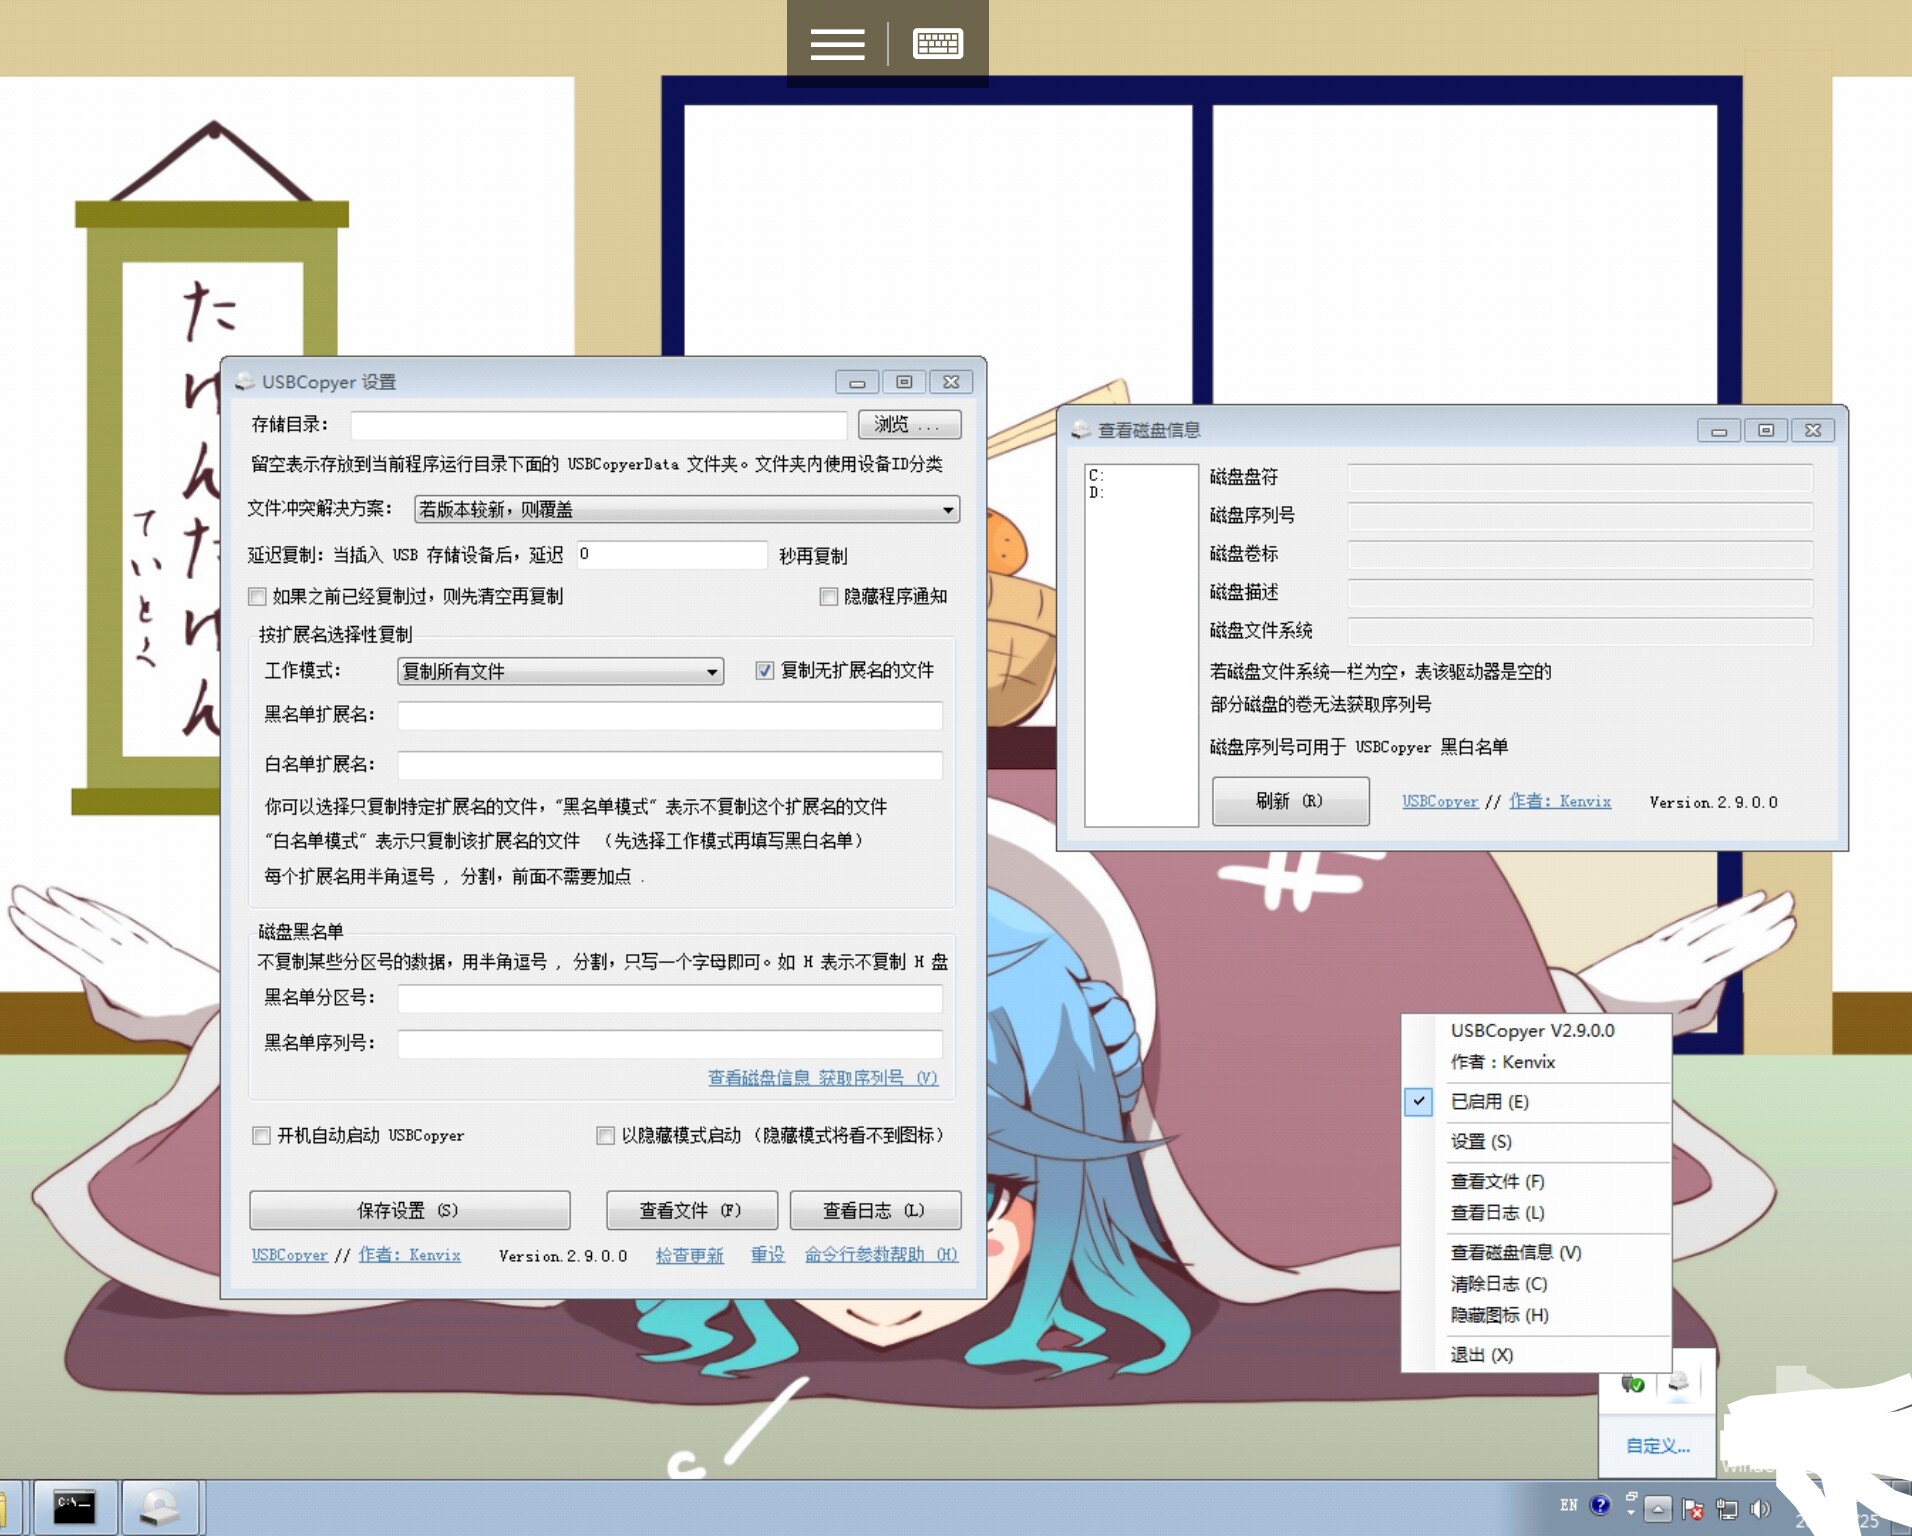 たけんたけん
ていとく
USBCopyer 设置
存储目录：
浏览 ...
留空表示存放到当前程序运行目录下面的 USBCopyerData 文件夹。文件夹内使用设备ID分类
文件冲突解决方案： 若版本较新，则覆盖
延迟复制：当插入 USB 存储设备后，延迟 0 秒再复制
如果之前已经复制过，则先清空再复制
隐藏程序通知
按扩展名选择性复制
工作模式： 复制所有文件
复制无扩展名的文件
黑名单扩展名：
白名单扩展名：
你可以选择只复制特定扩展名的文件，“黑名单模式” 表示不复制这个扩展名的文件
“白名单模式” 表示只复制该扩展名的文件 （先选择工作模式再填写黑白名单）
每个扩展名用半角逗号 , 分割，前面不需要加点 .
磁盘黑名单
不复制某些分区号的数据，用半角逗号 , 分割，只写一个字母即可。如 H 表示不复制 H 盘
黑名单分区号：
黑名单序列号：
查看磁盘信息 获取序列号 (V)
开机自动启动 USBCopyer
以隐藏模式启动（隐藏模式将看不到图标）
保存设置 (S)
查看文件 (F)
查看日志 (L)
USBCopyer // 作者：Kenvix
Version.2.9.0.0
检查更新
重设
命令行参数帮助 (H)
查看磁盘信息
C:
D:
磁盘盘符
磁盘序列号
磁盘卷标
磁盘描述
磁盘文件系统
若磁盘文件系统一栏为空，表该驱动器是空的
部分磁盘的卷无法获取序列号
磁盘序列号可用于 USBCopyer 黑白名单
刷新 (R)
USBCopyer // 作者：Kenvix
Version.2.9.0.0
USBCopyer V2.9.0.0
作者：Kenvix
已启用 (E)
设置 (S)
查看文件 (F)
查看日志 (L)
查看磁盘信息 (V)
清除日志 (C)
隐藏图标 (H)
退出 (X)
自定义...
C:\
EN